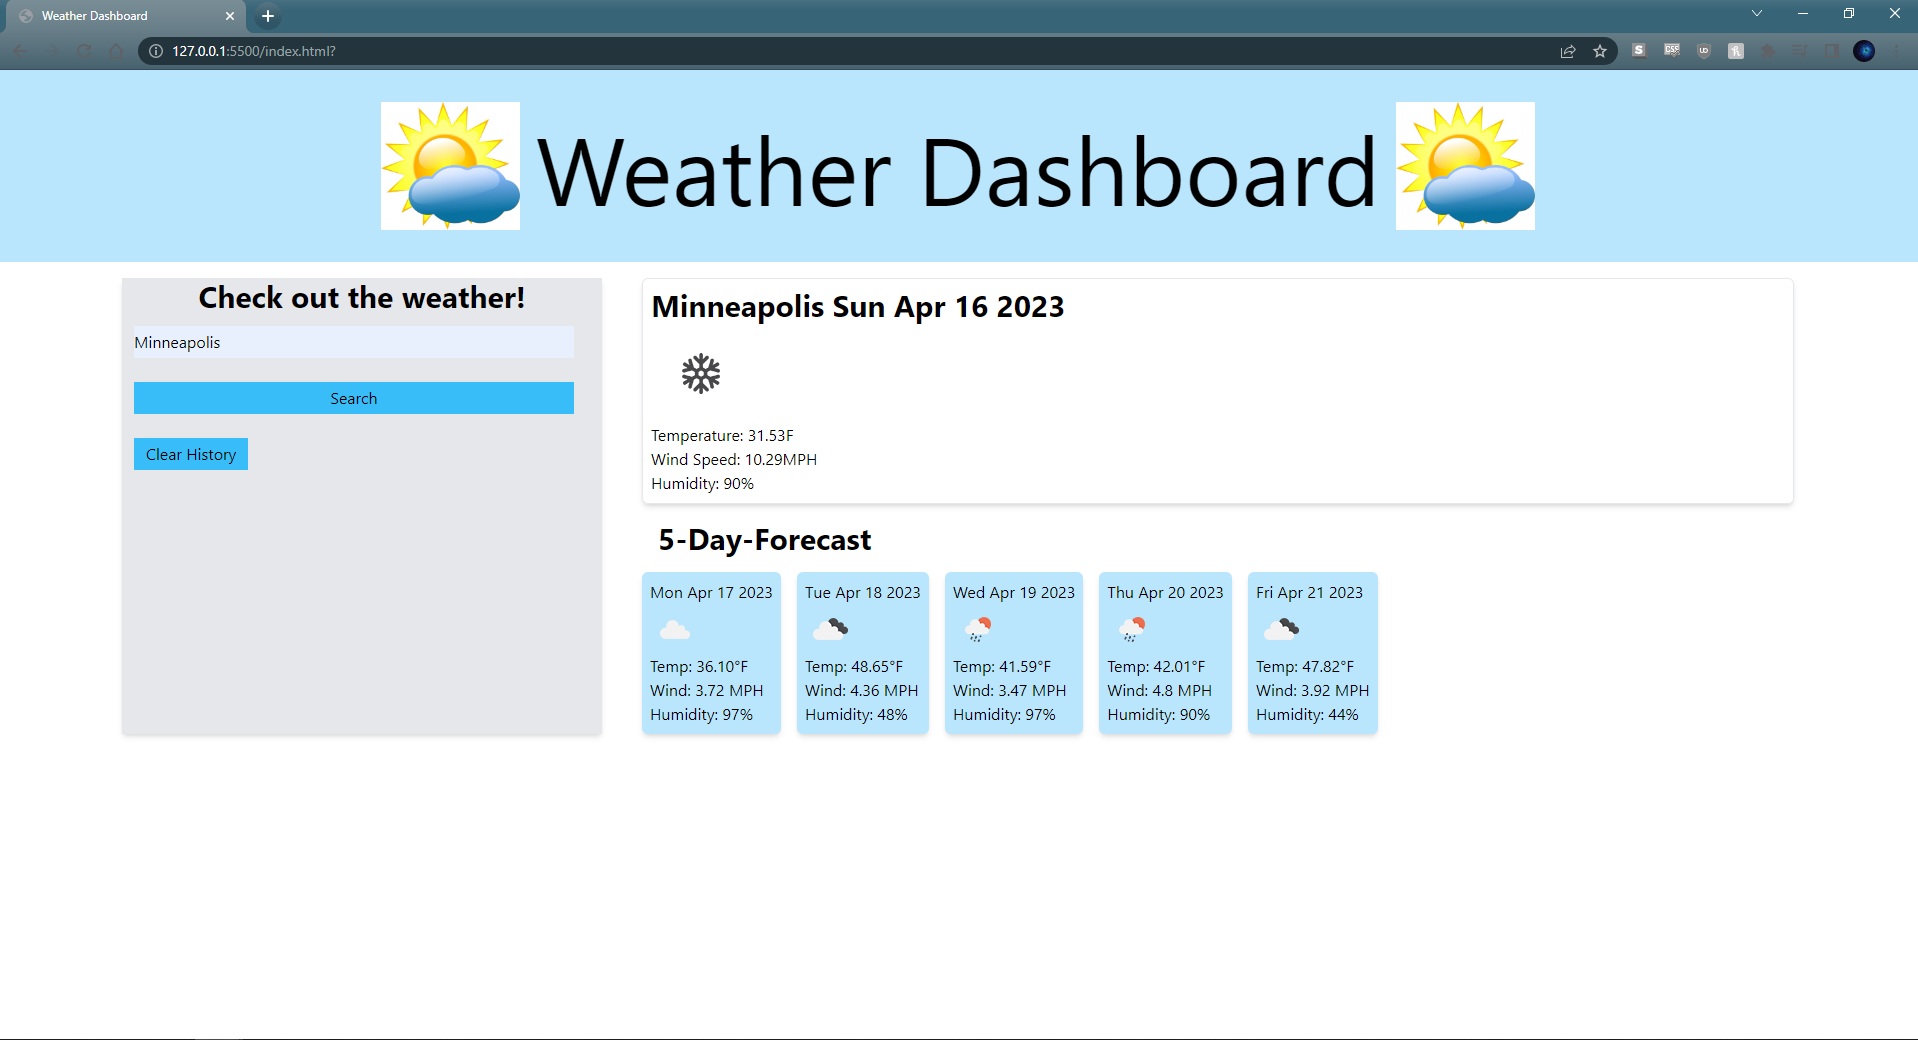 Weather Dashboard
127.0.0.1:5500/index.html?
Weather Dashboard
Check out the weather!
Minneapolis
Search
Clear History
Minneapolis Sun Apr 16 2023
Temperature: 31.53F
Wind Speed: 10.29MPH
Humidity: 90%
5-Day-Forecast
Mon Apr 17 2023
Temp: 36.10°F
Wind: 3.72 MPH
Humidity: 97%
Tue Apr 18 2023
Temp: 48.65°F
Wind: 4.36 MPH
Humidity: 48%
Wed Apr 19 2023
Temp: 41.59°F
Wind: 3.47 MPH
Humidity: 97%
Thu Apr 20 2023
Temp: 42.01°F
Wind: 4.8 MPH
Humidity: 90%
Fri Apr 21 2023
Temp: 47.82°F
Wind: 3.92 MPH
Humidity: 44%